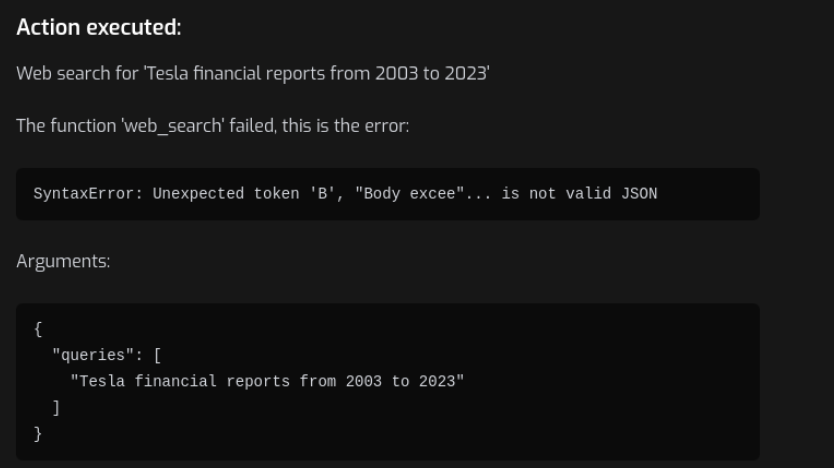 Action executed:
Web search for 'Tesla financial reports from 2003 to 2023'
The function 'web_search' failed, this is the error:
SyntaxError: Unexpected token 'B', "Body excee"... is not valid JSON
Arguments:
{
  "queries": [
    "Tesla financial reports from 2003 to 2023"
  ]
}